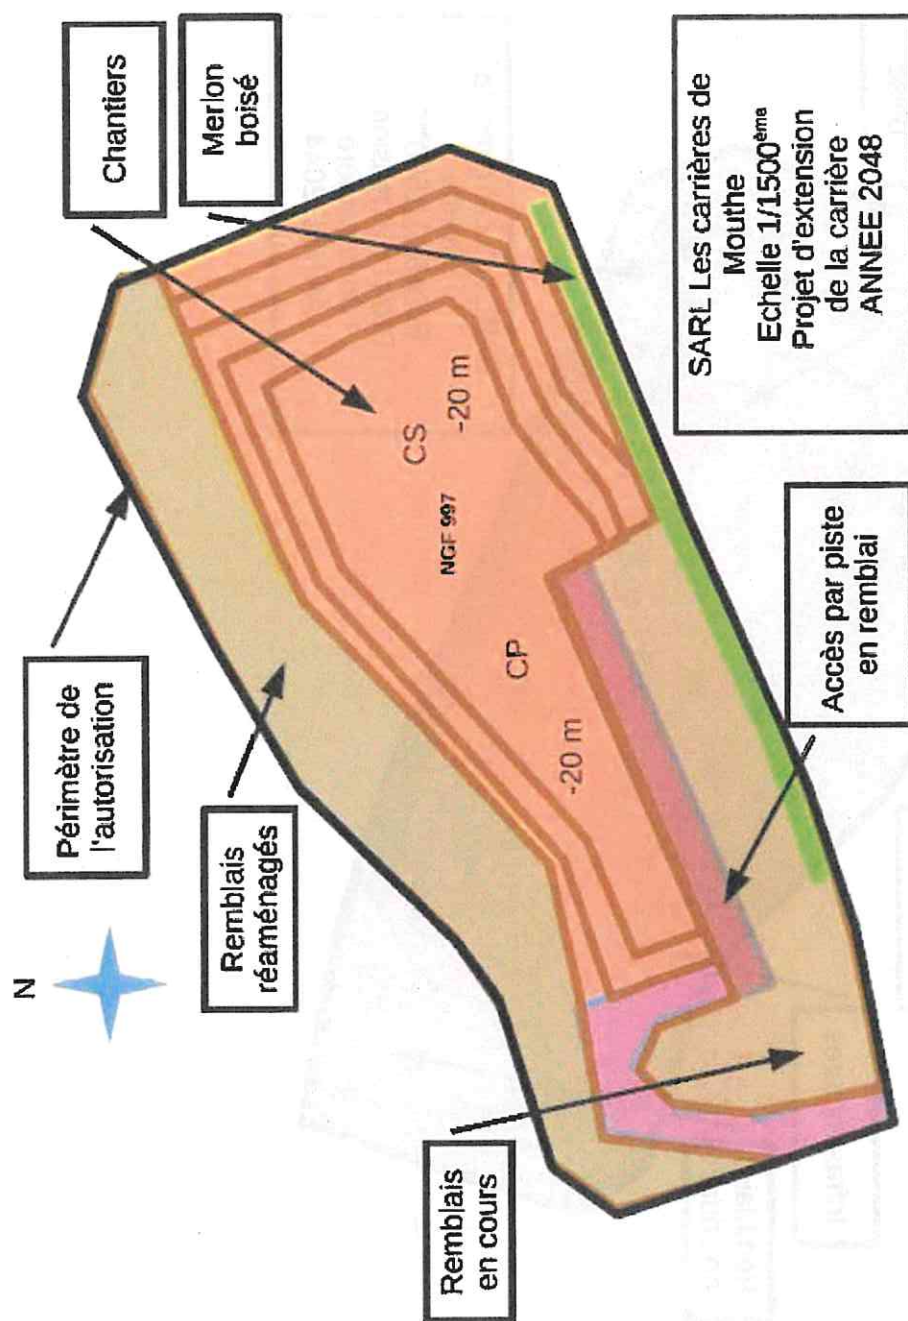 N
Périmètre de
l'autorisation
Chantiers
Merlon
boisé
Remblais
réaménagés
Remblais
en cours
CS
-20 m
NGF 997
CP
-20 m
Accès par piste
en remblai
SARL Les carrières de
Mouthe
Echelle 1/1500ème
Projet d'extension
de la carrière
ANNEE 2048